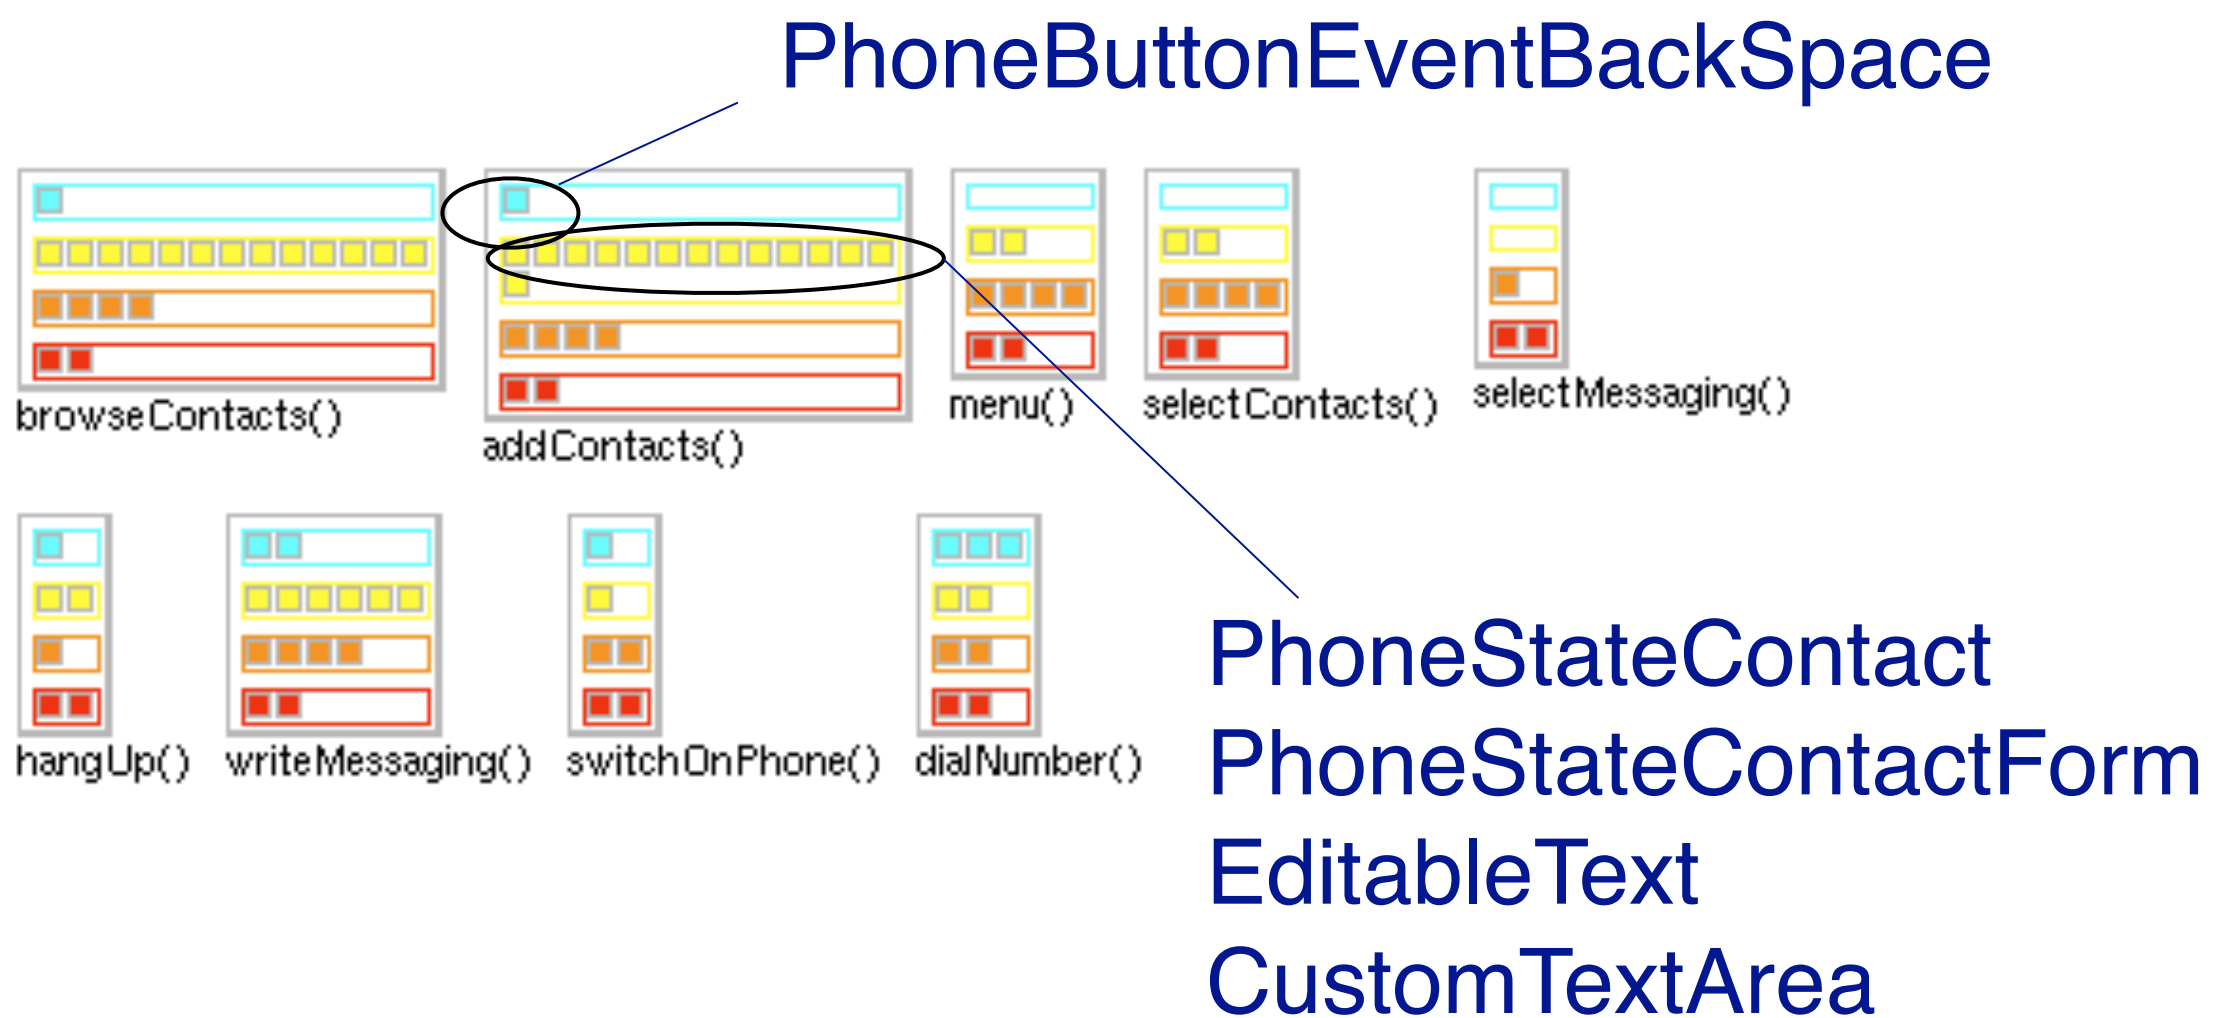 PhoneButtonEventBackSpace
browseContacts()
addContacts()
menu()
selectContacts()
selectMessaging()
hangUp()
writeMessaging()
switchOnPhone()
dialNumber()
PhoneStateContact
PhoneStateContactForm
EditableText
CustomTextArea